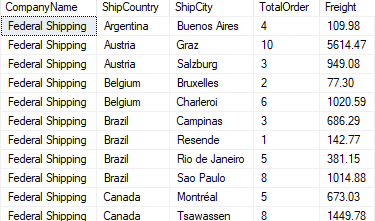 CompanyName ShipCountry ShipCity TotalOrder Freight
Federal Shipping Argentina Buenos Aires 4 109.98
Federal Shipping Austria Graz 10 5614.47
Federal Shipping Austria Salzburg 3 949.08
Federal Shipping Belgium Bruxelles 2 77.30
Federal Shipping Belgium Charleroi 6 1020.59
Federal Shipping Brazil Campinas 3 686.29
Federal Shipping Brazil Resende 1 142.77
Federal Shipping Brazil Rio de Janeiro 5 381.15
Federal Shipping Brazil Sao Paulo 8 1014.88
Federal Shipping Canada Montréal 5 673.03
Federal Shipping Canada Tsawassen 8 1449.78